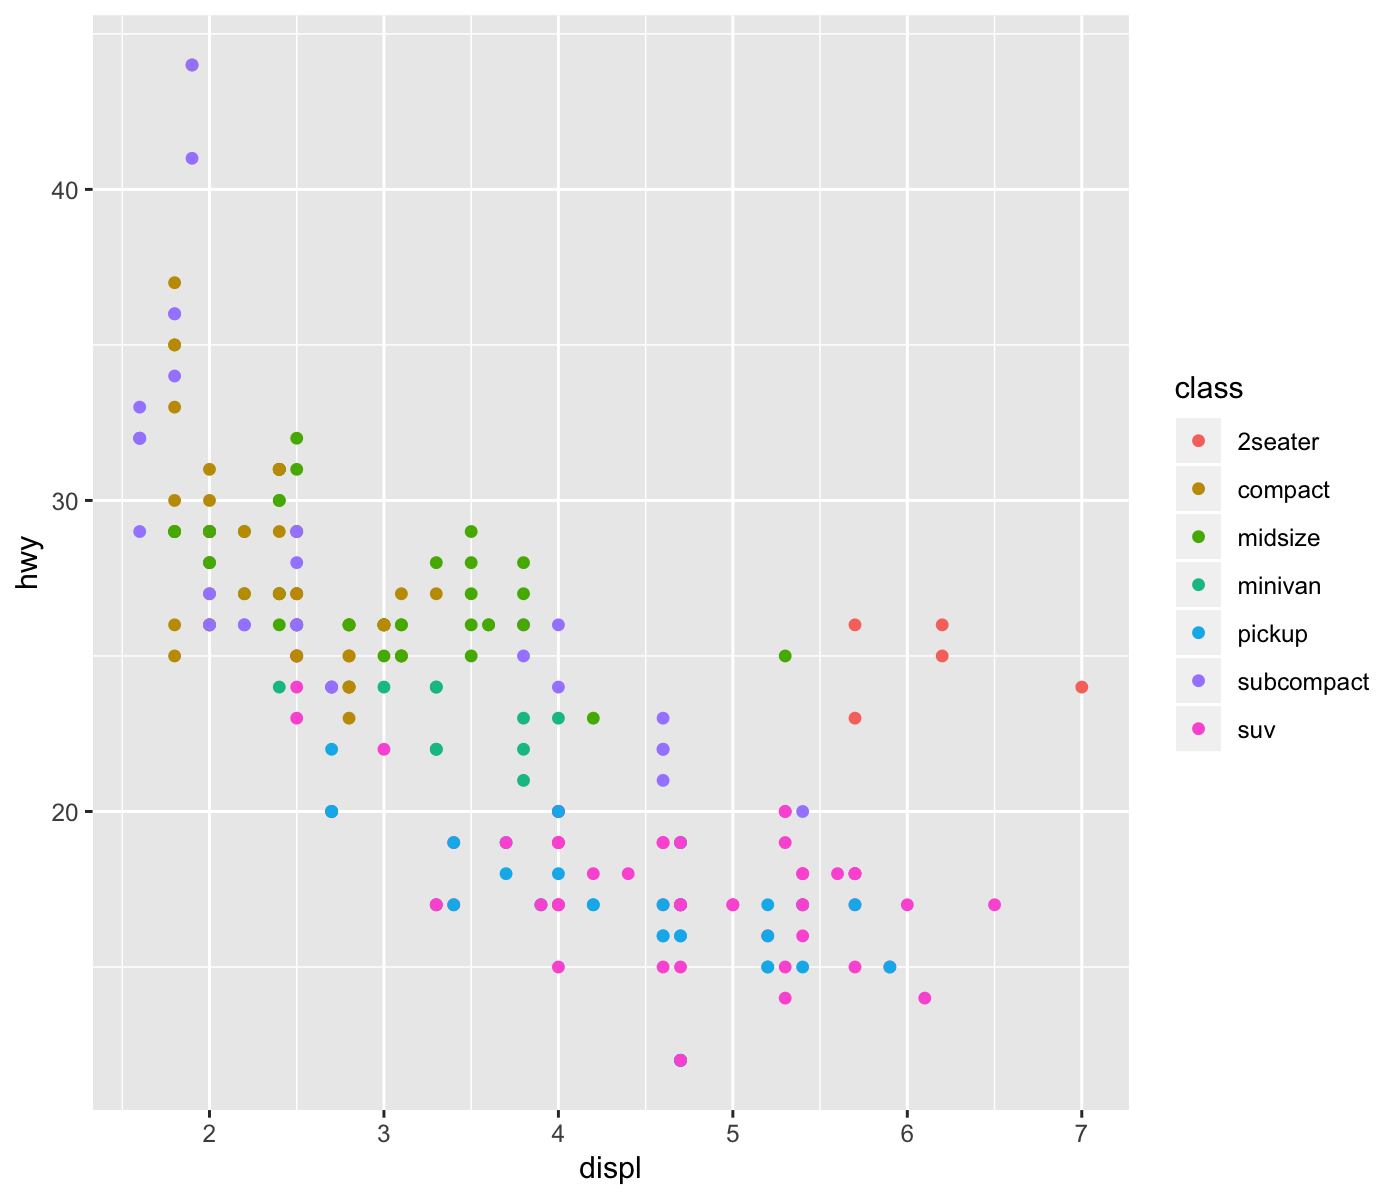 40
30
20
hwy
2 3 4 5 6 7
displ
class
2seater
compact
midsize
minivan
pickup
subcompact
suv